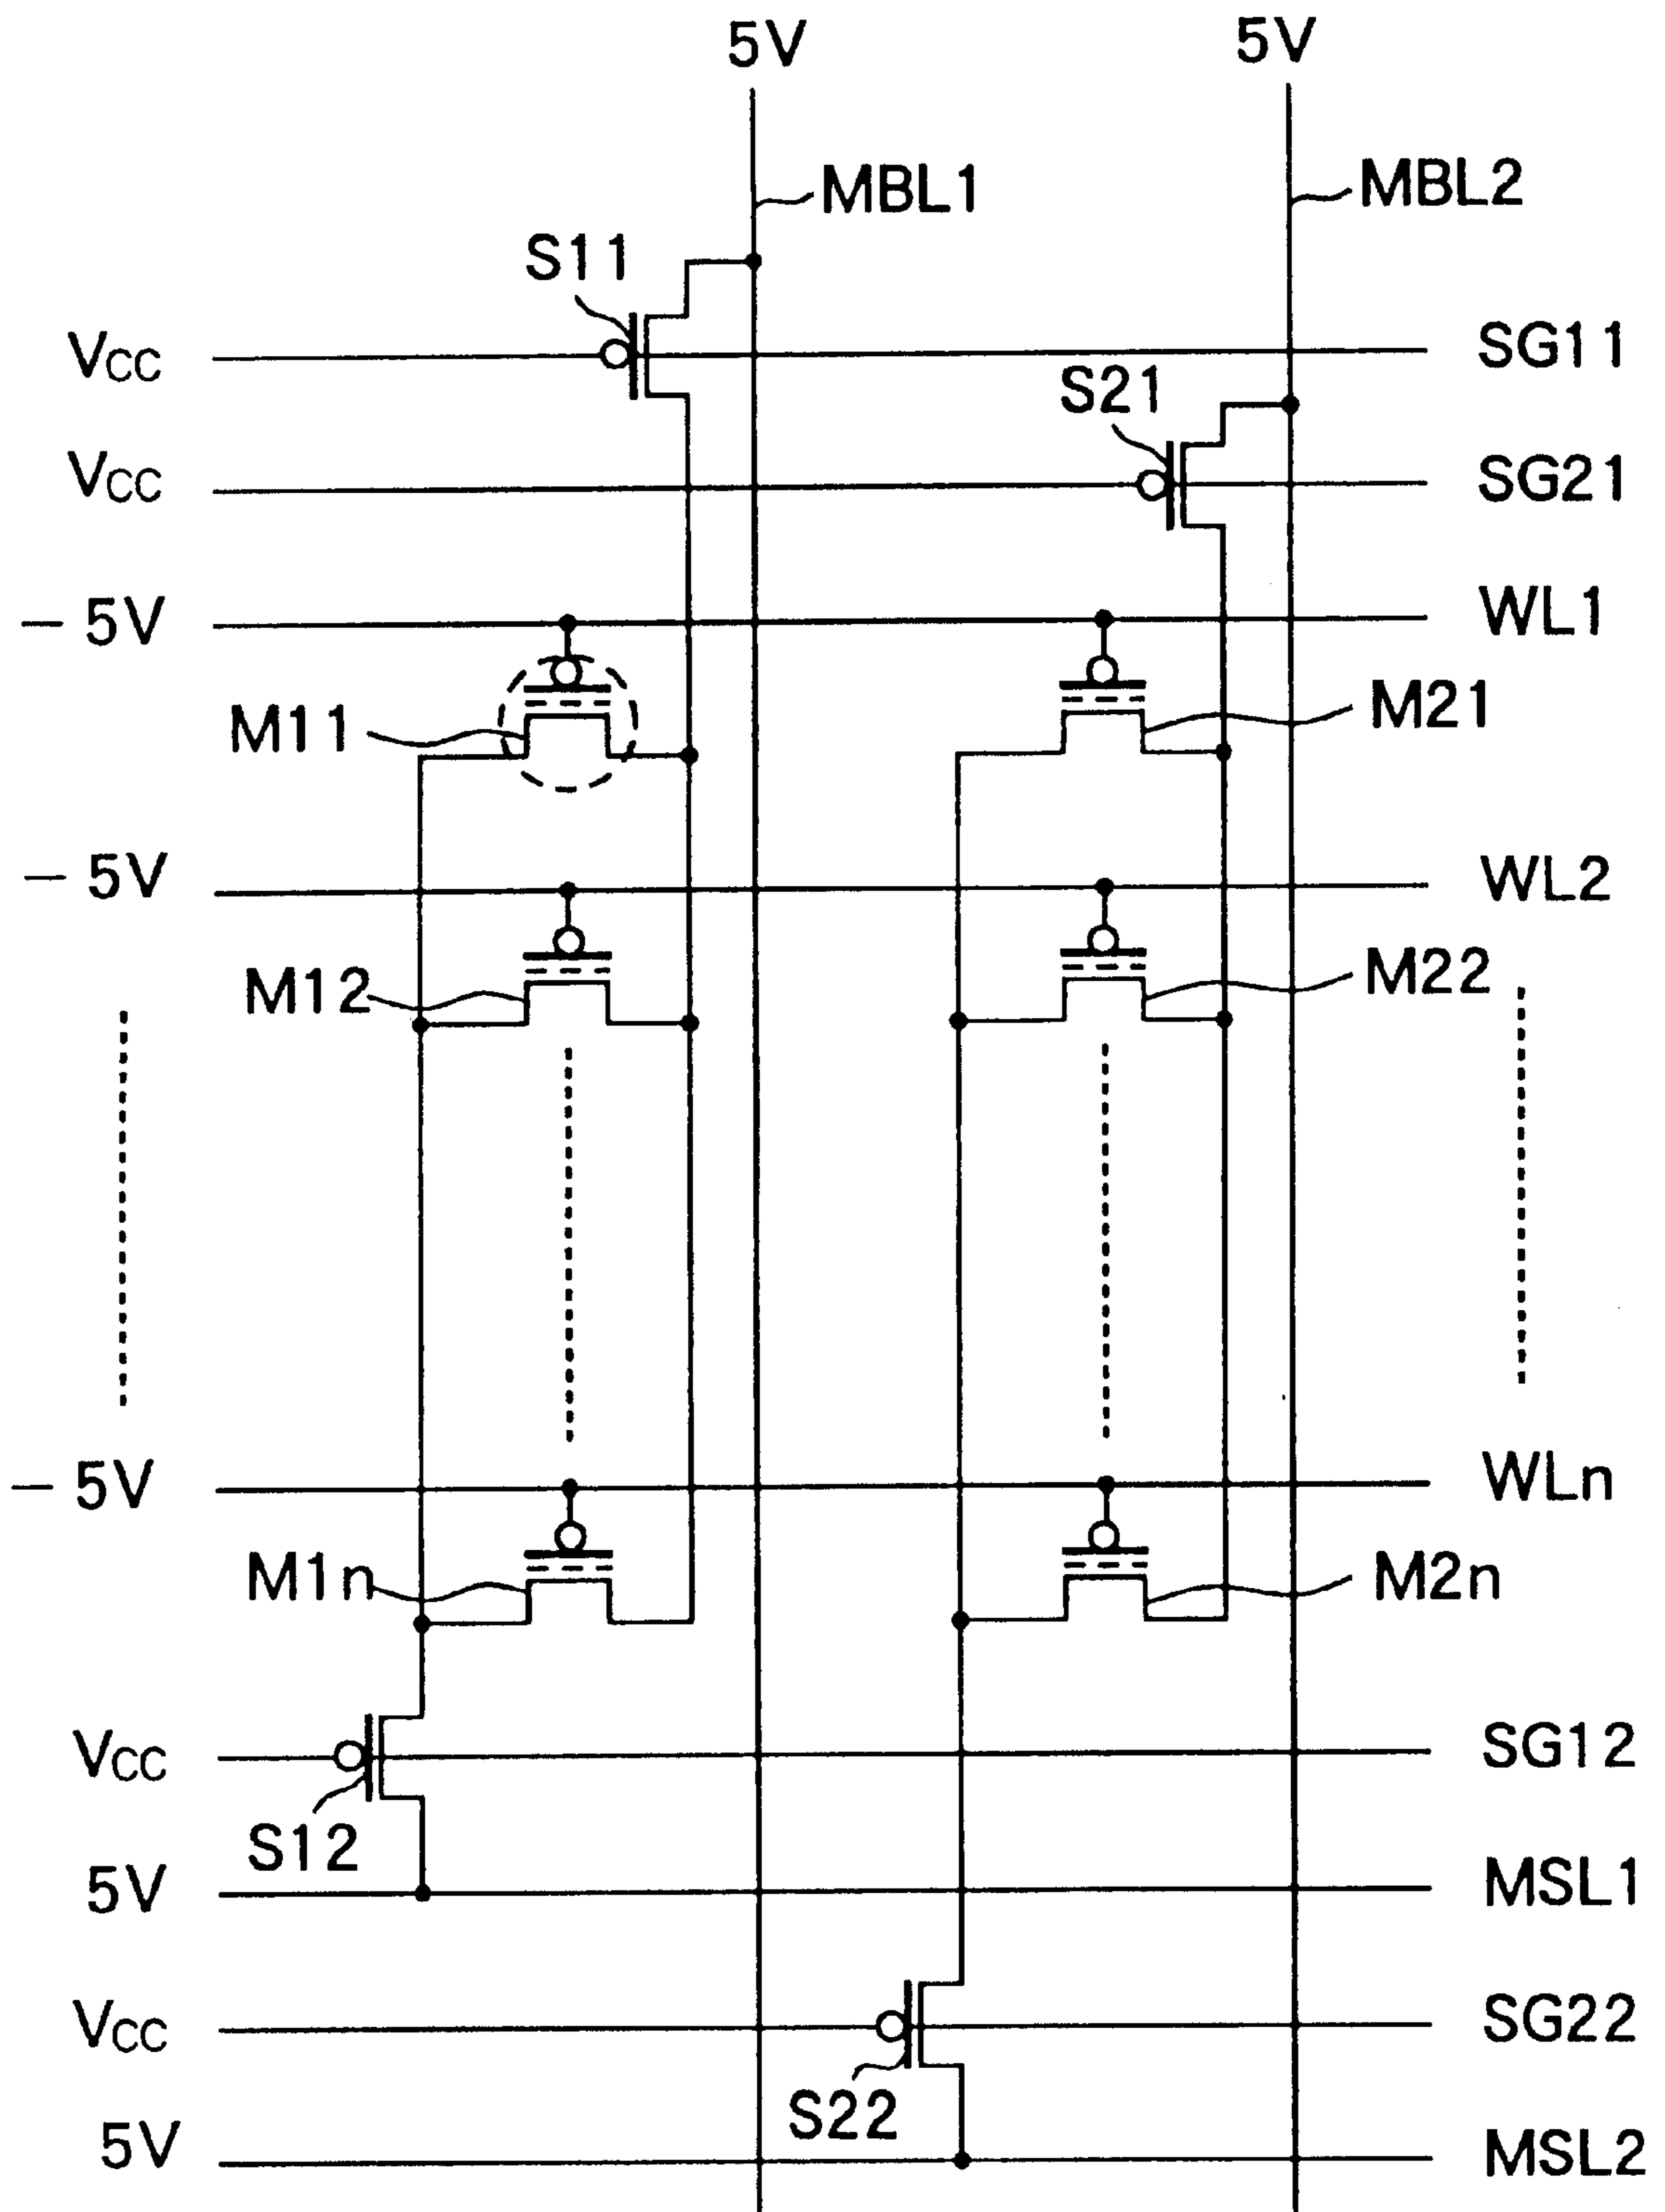 5V 5V
MBL1 MBL2
S11
VCC SG11
S21
VCC SG21
− 5V WL1
M11 M21
− 5V WL2
M12 M22
− 5V WLn
M1n M2n
VCC SG12
S12
5V MSL1
VCC SG22
S22
5V MSL2